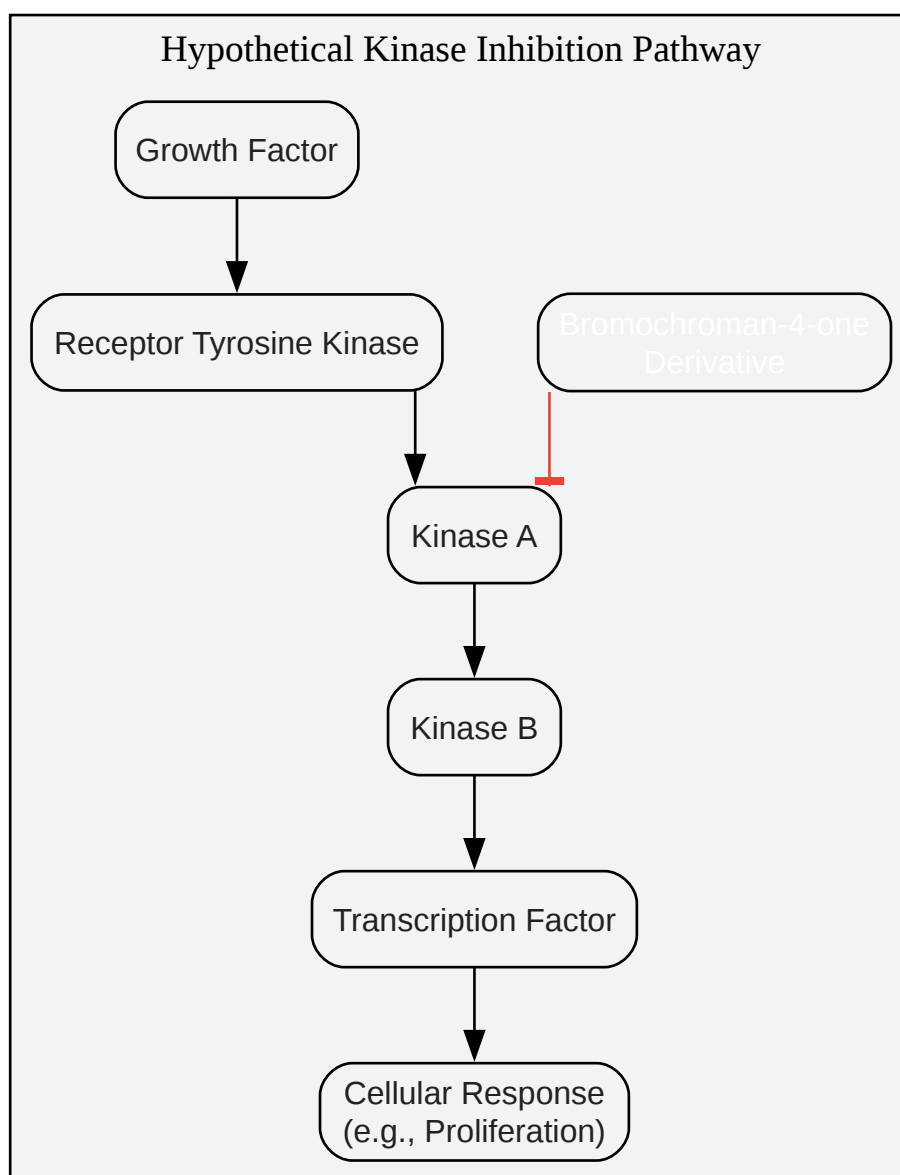 Hypothetical Kinase Inhibition Pathway
Growth Factor
Receptor Tyrosine Kinase
Bromochroman-4-one
Derivative
Kinase A
Kinase B
Transcription Factor
Cellular Response
(e.g., Proliferation)